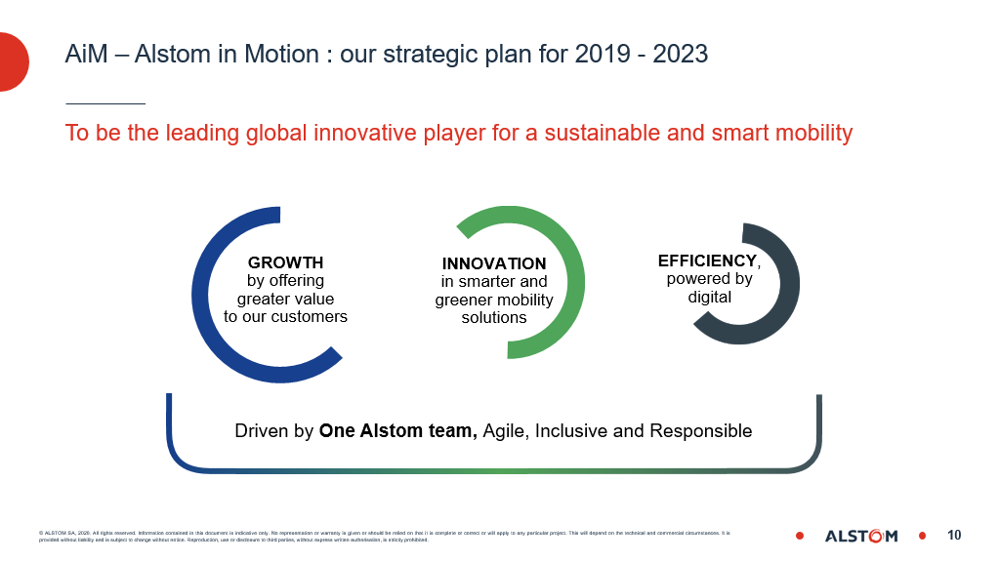 AiM – Alstom in Motion : our strategic plan for 2019 - 2023
To be the leading global innovative player for a sustainable and smart mobility
GROWTH
by offering
greater value
to our customers
INNOVATION
in smarter and
greener mobility
solutions
EFFICIENCY,
powered by
digital
Driven by One Alstom team, Agile, Inclusive and Responsible
© ALSTOM SA, 2020. All rights reserved. Information contained in this document is indicative only. No representation or warranty is given or should be relied on that it is complete or correct or will apply to any particular project. This will depend on the technical and commercial circumstances. It is
provided without liability and is subject to change without notice. Reproduction, use or disclosure to third parties, without express written authorisation, is strictly prohibited.
ALSTOM
10